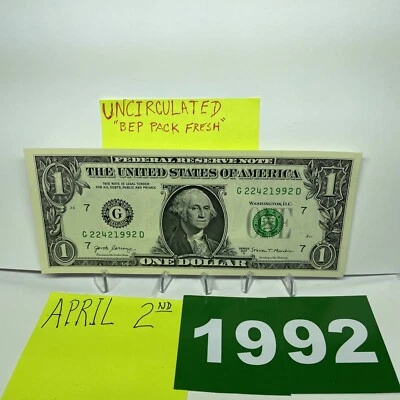 UNCIRCULATED
"BEP PACK FRESH"
FEDERAL RESERVE NOTE
THE UNITED STATES OF AMERICA
THIS NOTE IS LEGAL TENDER
FOR ALL DEBTS, PUBLIC AND PRIVATE
WASHINGTON, D.C.
G 22421992 D
1 1
7 7
G
G 22421992 D
7 7
SERIES
2017
ONE DOLLAR
1 1
APRIL 2ND
1992